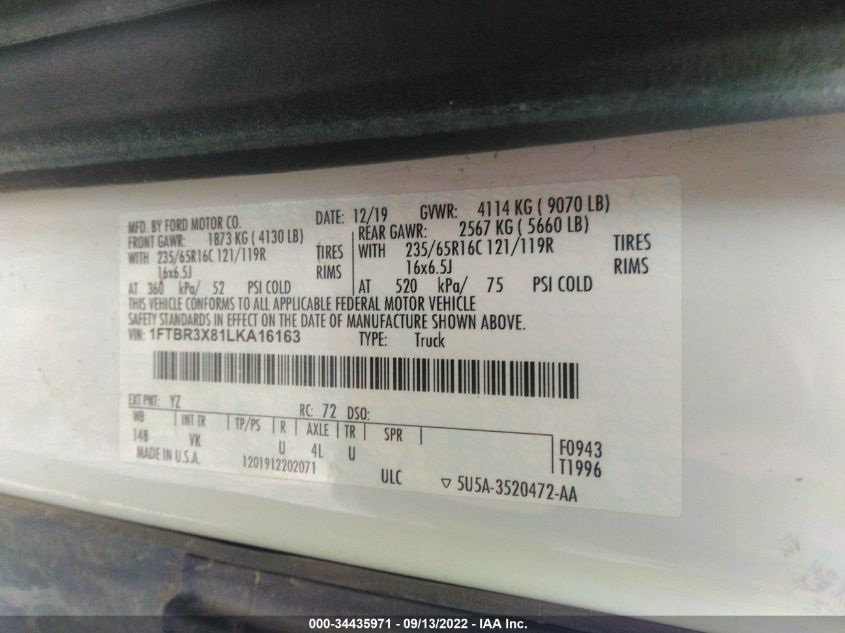 MFD. BY FORD MOTOR CO. DATE: 12/19 GVWR: 4114 KG ( 9070 LB)
FRONT GAWR: 1873 KG ( 4130 LB) REAR GAWR: 2567 KG ( 5660 LB)
WITH 235/65R16C 121/119R TIRES WITH 235/65R16C 121/119R TIRES
16x6.5J RIMS 16x6.5J RIMS
AT 360 kPa/ 52 PSI COLD AT 520 kPa/ 75 PSI COLD
THIS VEHICLE CONFORMS TO ALL APPLICABLE FEDERAL MOTOR VEHICLE
SAFETY STANDARDS IN EFFECT ON THE DATE OF MANUFACTURE SHOWN ABOVE.
VIN: 1FTBR3X81LKA16163 TYPE: Truck
EXT PNT: YZ RC: 72 DSO:
WB INT TR TP/PS R AXLE TR SPR
148 VK U 4L U F0943
MADE IN U.S.A. 1201912202071 T1996
ULC ▽ 5U5A-3520472-AA
000-34435971 - 09/13/2022 - IAA Inc.